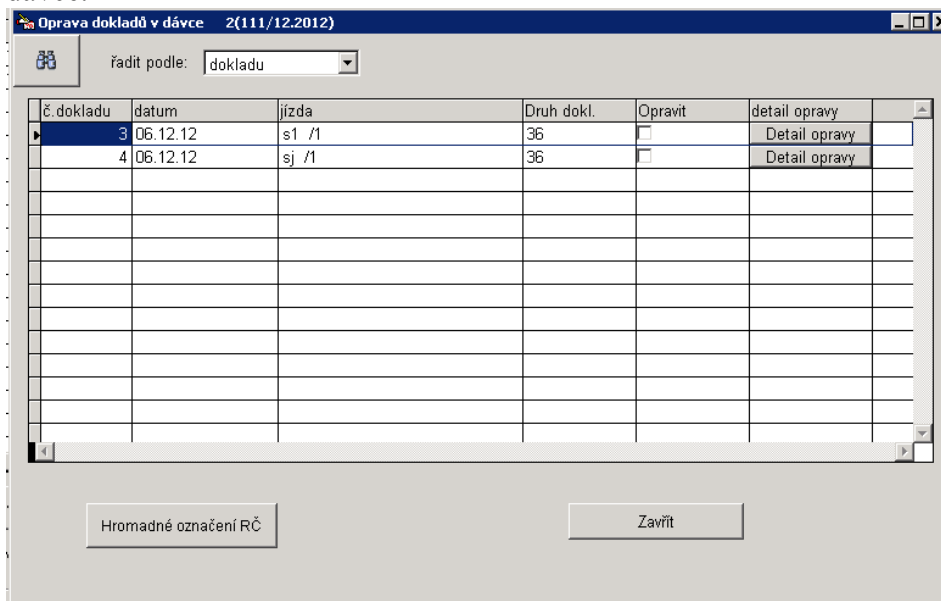 Oprava dokladů v dávce 2(111/12.2012)
řadit podle: dokladu
č.dokladu datum jízda Druh dokl. Opravit detail opravy
3 06.12.12 s1 /1 36 Detail opravy
4 06.12.12 sj /1 36 Detail opravy
Hromadné označení RČ Zavřít